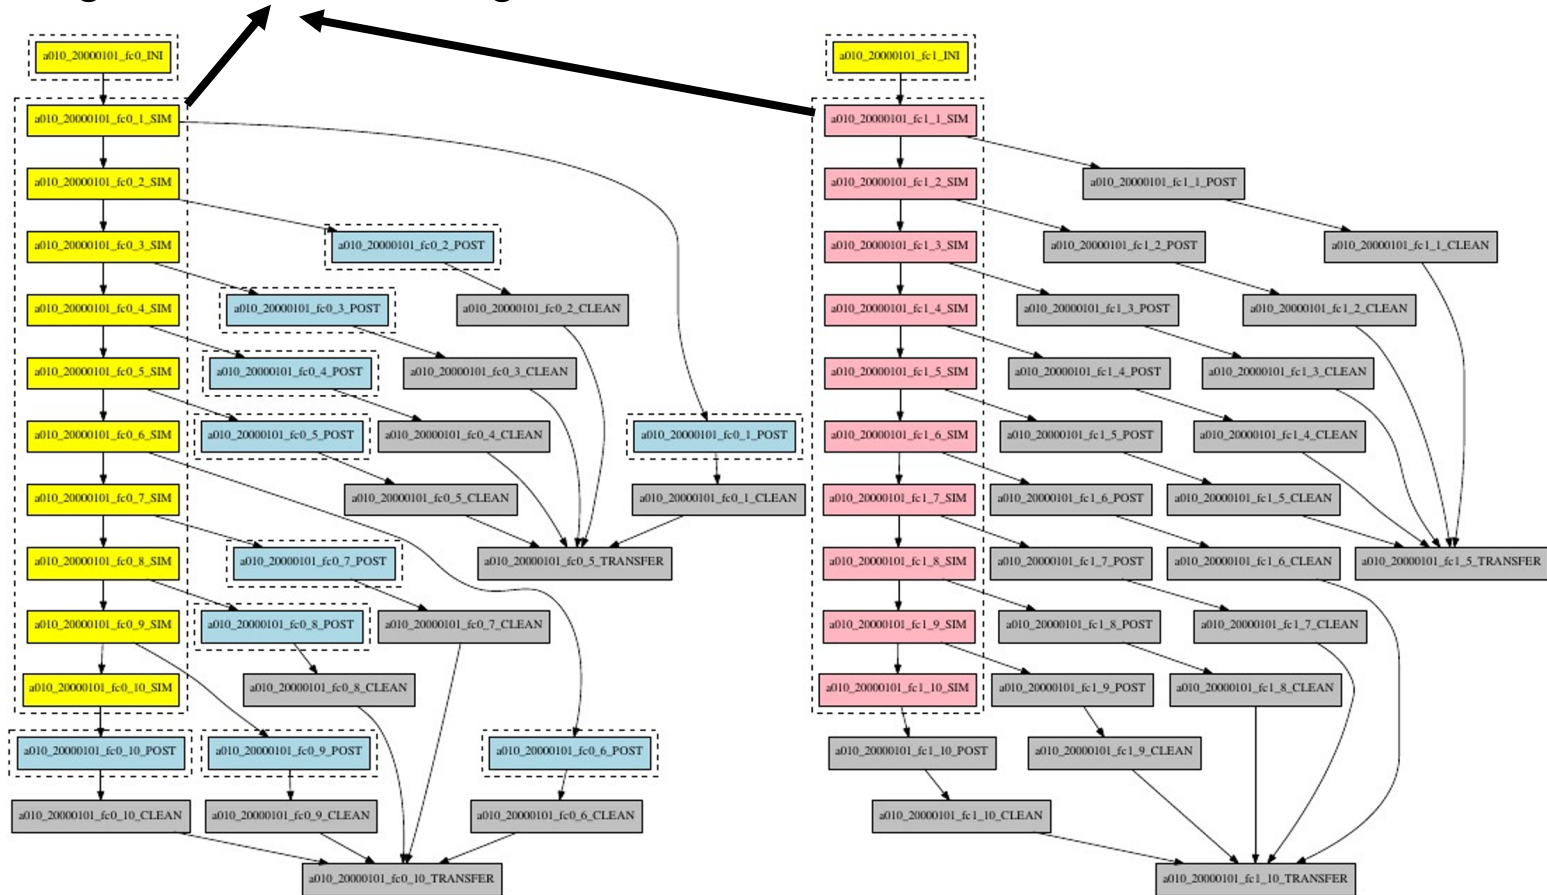 a010_20000101_fc0_INI
a010_20000101_fc1_INI
a010_20000101_fc0_1_SIM
a010_20000101_fc1_1_SIM
a010_20000101_fc0_2_SIM
a010_20000101_fc1_2_SIM
a010_20000101_fc1_1_POST
a010_20000101_fc0_3_SIM
a010_20000101_fc0_2_POST
a010_20000101_fc1_3_SIM
a010_20000101_fc1_2_POST
a010_20000101_fc1_1_CLEAN
a010_20000101_fc0_4_SIM
a010_20000101_fc0_3_POST
a010_20000101_fc0_2_CLEAN
a010_20000101_fc1_4_SIM
a010_20000101_fc1_3_POST
a010_20000101_fc1_2_CLEAN
a010_20000101_fc0_5_SIM
a010_20000101_fc0_4_POST
a010_20000101_fc0_3_CLEAN
a010_20000101_fc1_5_SIM
a010_20000101_fc1_4_POST
a010_20000101_fc1_3_CLEAN
a010_20000101_fc0_6_SIM
a010_20000101_fc0_5_POST
a010_20000101_fc0_4_CLEAN
a010_20000101_fc0_1_POST
a010_20000101_fc1_6_SIM
a010_20000101_fc1_5_POST
a010_20000101_fc1_4_CLEAN
a010_20000101_fc0_7_SIM
a010_20000101_fc0_5_CLEAN
a010_20000101_fc0_1_CLEAN
a010_20000101_fc1_7_SIM
a010_20000101_fc1_6_POST
a010_20000101_fc1_5_CLEAN
a010_20000101_fc0_8_SIM
a010_20000101_fc0_7_POST
a010_20000101_fc0_5_TRANSFER
a010_20000101_fc1_8_SIM
a010_20000101_fc1_7_POST
a010_20000101_fc1_6_CLEAN
a010_20000101_fc1_5_TRANSFER
a010_20000101_fc0_9_SIM
a010_20000101_fc0_8_POST
a010_20000101_fc0_7_CLEAN
a010_20000101_fc1_9_SIM
a010_20000101_fc1_8_POST
a010_20000101_fc1_7_CLEAN
a010_20000101_fc0_10_SIM
a010_20000101_fc0_8_CLEAN
a010_20000101_fc1_10_SIM
a010_20000101_fc1_9_POST
a010_20000101_fc1_8_CLEAN
a010_20000101_fc0_10_POST
a010_20000101_fc0_9_POST
a010_20000101_fc0_6_POST
a010_20000101_fc1_10_POST
a010_20000101_fc1_9_CLEAN
a010_20000101_fc0_10_CLEAN
a010_20000101_fc0_9_CLEAN
a010_20000101_fc0_6_CLEAN
a010_20000101_fc1_10_CLEAN
a010_20000101_fc0_10_TRANSFER
a010_20000101_fc1_10_TRANSFER